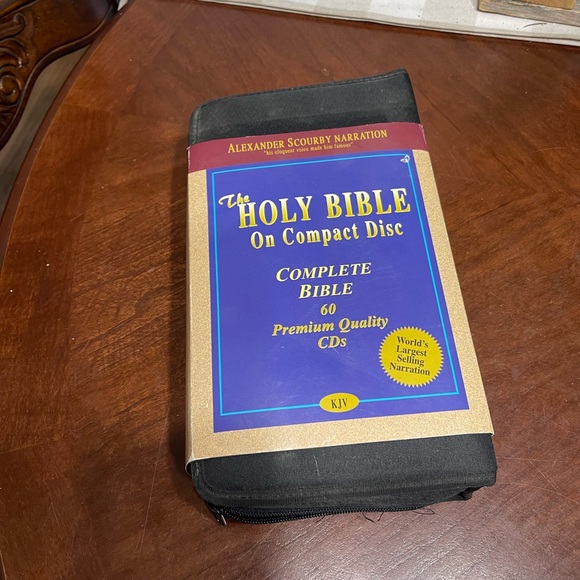 ALEXANDER SCOURBY NARRATION
"his eloquent voice made him famous"
The
HOLY BIBLE
On Compact Disc
COMPLETE
BIBLE
60
Premium Quality
CDs
World's
Largest
Selling
Narration
KJV